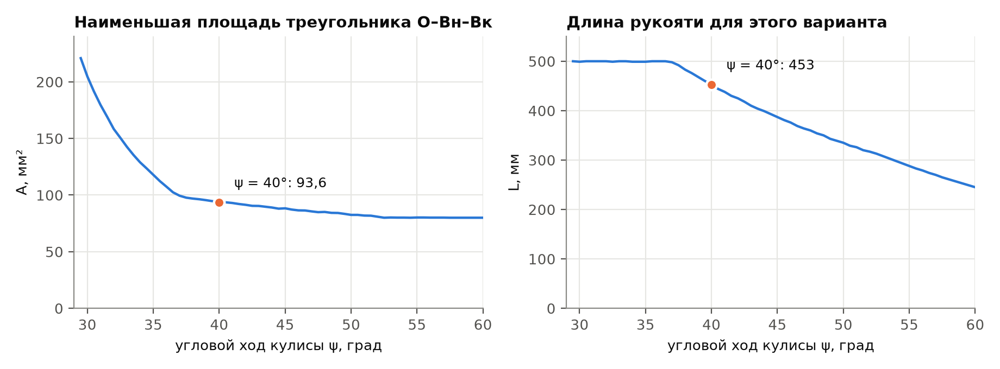 Наименьшая площадь треугольника O–Bн–Bк
A, мм²
200
150
100
50
0
ψ = 40°: 93,6
30 35 40 45 50 55 60
угловой ход кулисы ψ, град
Длина рукояти для этого варианта
L, мм
500
400
300
200
100
0
ψ = 40°: 453
30 35 40 45 50 55 60
угловой ход кулисы ψ, град